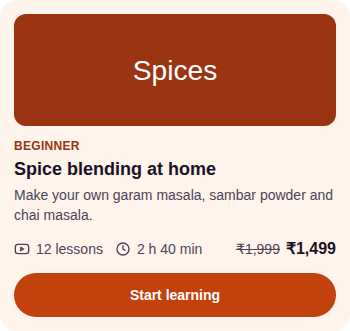 Spices
BEGINNER
Spice blending at home
Make your own garam masala, sambar powder and
chai masala.
12 lessons 2 h 40 min ₹1,999 ₹1,499
Start learning